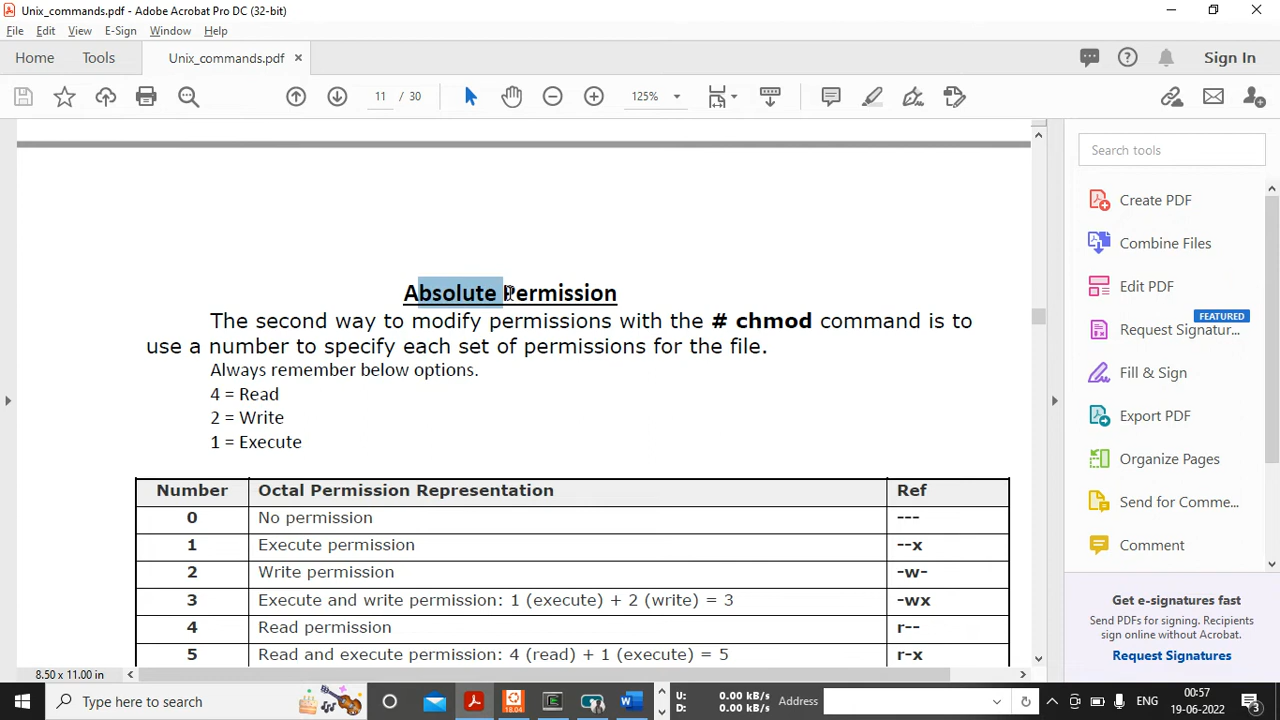 Unix_commands.pdf - Adobe Acrobat Pro DC (32-bit)
File Edit View E-Sign Window Help
Home Tools Unix_commands.pdf × Sign In
11 / 30 125%
Search tools
Create PDF
Combine Files
Edit PDF
FEATURED
Request Signatur...
Fill & Sign
Export PDF
Organize Pages
Send for Comme...
Comment
Get e-signatures fast
Send PDFs for signing. Recipients
sign online without Acrobat.
Request Signatures
Absolute Permission
The second way to modify permissions with the # chmod command is to
use a number to specify each set of permissions for the file.
Always remember below options.
4 = Read
2 = Write
1 = Execute
Number Octal Permission Representation Ref
0 No permission ---
1 Execute permission --x
2 Write permission -w-
3 Execute and write permission: 1 (execute) + 2 (write) = 3 -wx
4 Read permission r--
5 Read and execute permission: 4 (read) + 1 (execute) = 5 r-x
8.50 x 11.00 in
Type here to search
18.04
U: 0.00 kB/s
D: 0.00 kB/s
Address
ENG
00:57
19-06-2022
3